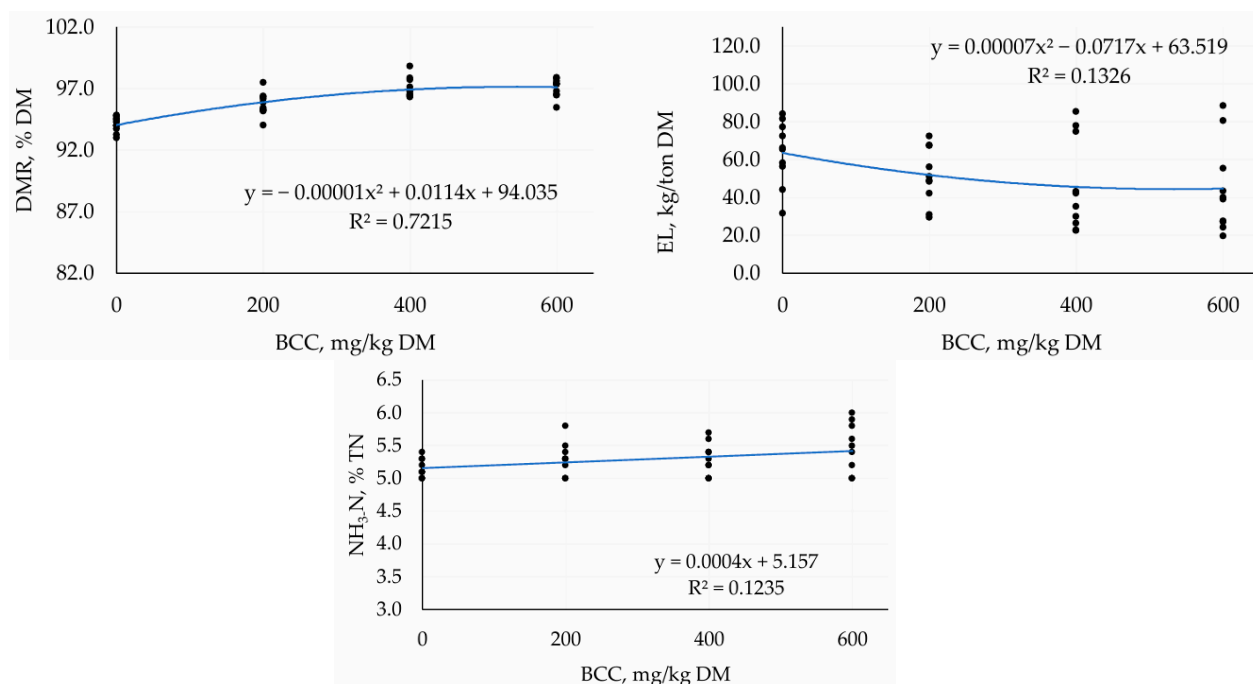 102.0
97.0
92.0
87.0
82.0
DMR, % DM
y = − 0.00001x² + 0.0114x + 94.035
R² = 0.7215
0 200 400 600
BCC, mg/kg DM
120.0
100.0
80.0
60.0
40.0
20.0
0.0
EL, kg/ton DM
y = 0.00007x² − 0.0717x + 63.519
R² = 0.1326
0 200 400 600
BCC, mg/kg DM
6.5
6.0
5.5
5.0
4.5
4.0
3.5
3.0
NH₃-N, % TN
y = 0.0004x + 5.157
R² = 0.1235
0 200 400 600
BCC, mg/kg DM